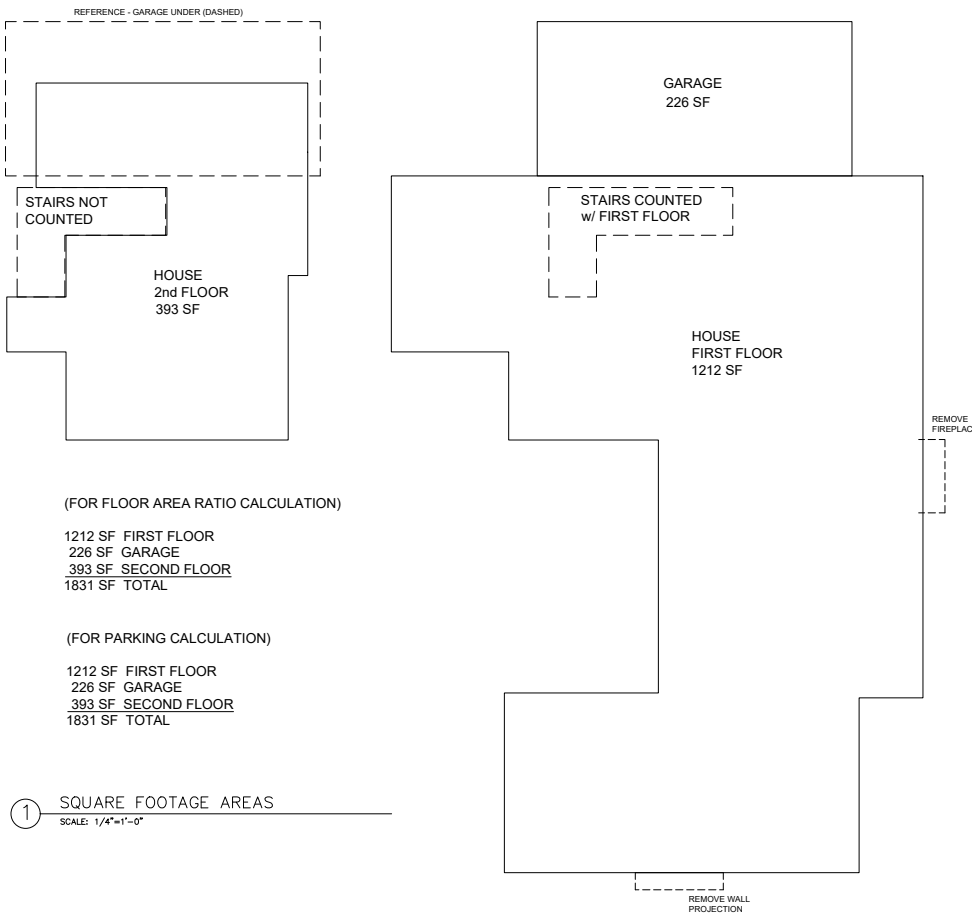 REFERENCE - GARAGE UNDER (DASHED)
GARAGE
226 SF
STAIRS NOT
COUNTED
STAIRS COUNTED
w/ FIRST FLOOR
HOUSE
2nd FLOOR
393 SF
HOUSE
FIRST FLOOR
1212 SF
REMOVE
FIREPLAC
(FOR FLOOR AREA RATIO CALCULATION)
1212 SF FIRST FLOOR
226 SF GARAGE
393 SF SECOND FLOOR
1831 SF TOTAL
(FOR PARKING CALCULATION)
1212 SF FIRST FLOOR
226 SF GARAGE
393 SF SECOND FLOOR
1831 SF TOTAL
1 SQUARE FOOTAGE AREAS
SCALE: 1/4"=1'-0"
REMOVE WALL
PROJECTION